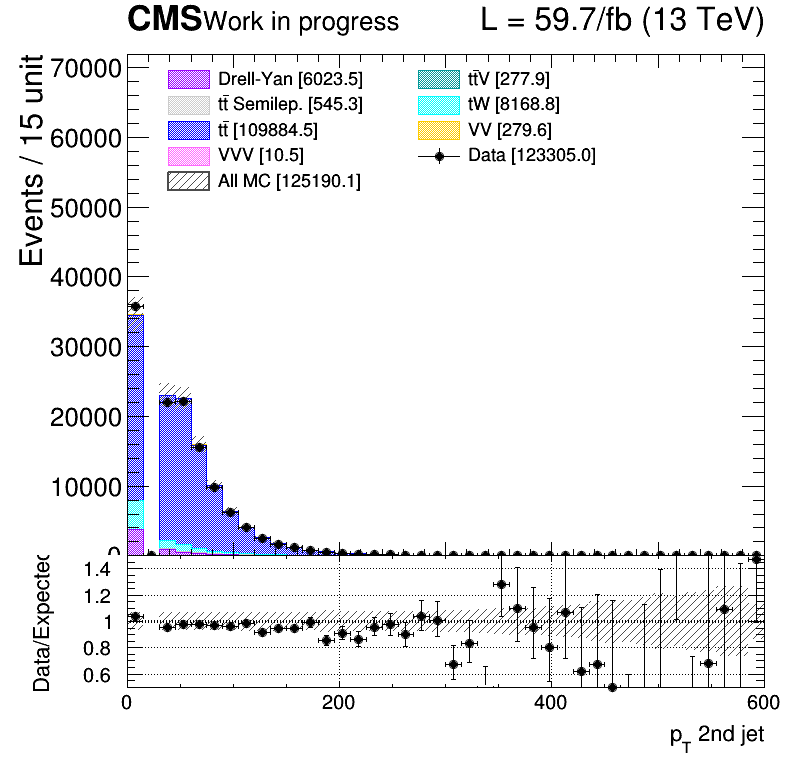 CMS Work in progress L = 59.7/fb (13 TeV)
Events / 15 unit
70000
60000
50000
40000
30000
20000
10000
0
Drell-Yan [6023.5]
tt̄ Semilep. [545.3]
tt̄ [109884.5]
VVV [10.5]
All MC [125190.1]
tt̄V [277.9]
tW [8168.8]
VV [279.6]
Data [123305.0]
Data/Expected
1.4
1.2
1
0.8
0.6
0 200 400 600
p_T 2nd jet